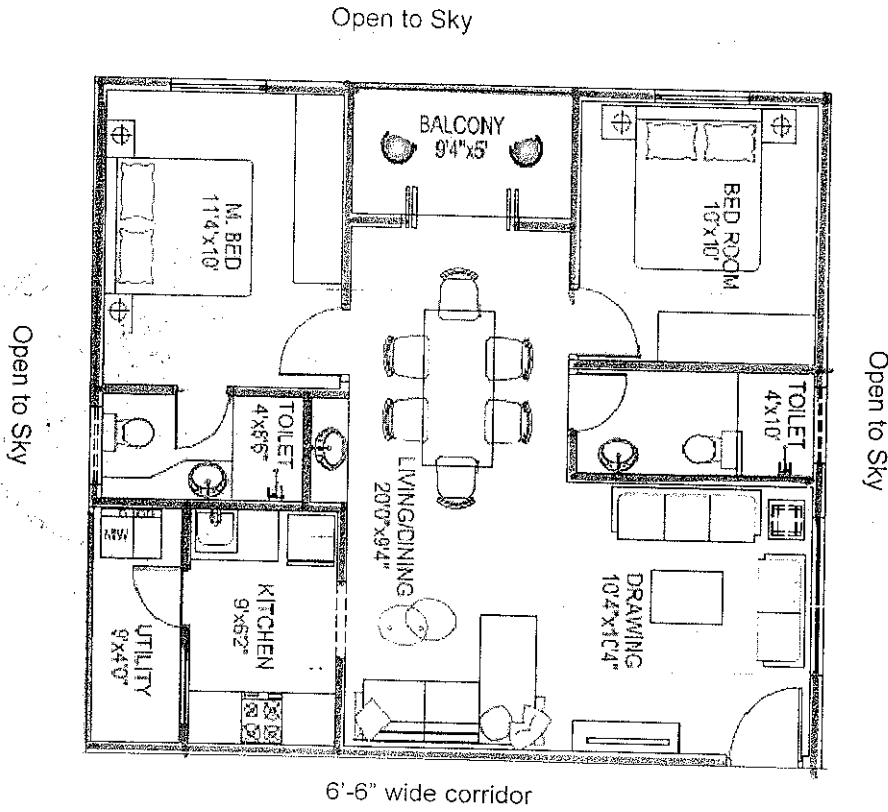 Open to Sky
BALCONY
9'4"x5'
M. BED
11'4'x10'
BED ROOM
10'x10'
Open to Sky
Open to Sky
TOILET
4'x8'6"
TOILET
4'x10'
LIVING/DINING
20'0"x9'4"
DRAWING
10'4"x10'4"
KITCHEN
9'x6'2"
UTILITY
9'x4'0"
6'-6" wide corridor